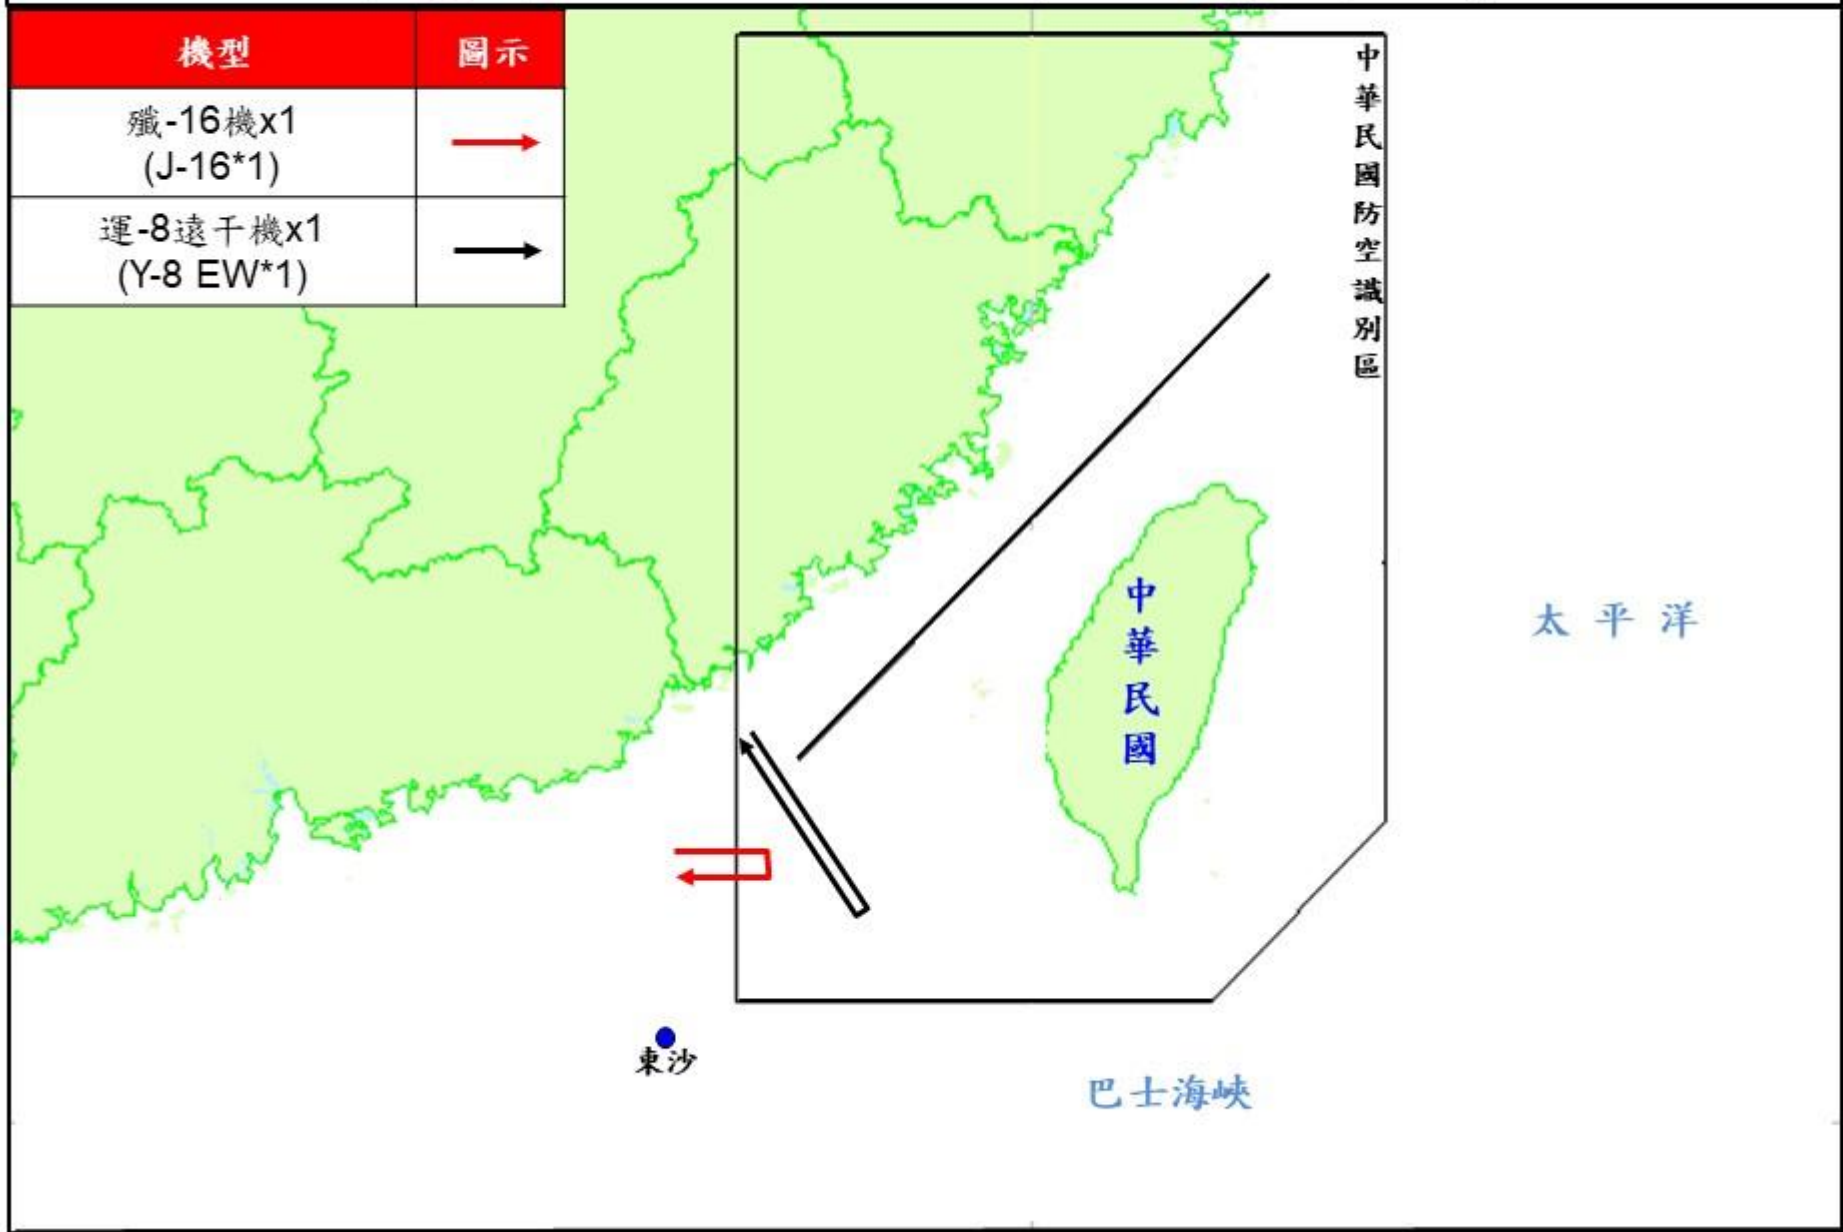 機型
圖示
殲-16機x1
(J-16*1)
運-8遠干機x1
(Y-8 EW*1)
中華民國防空識別區
中華民國
太平洋
東沙
巴士海峽